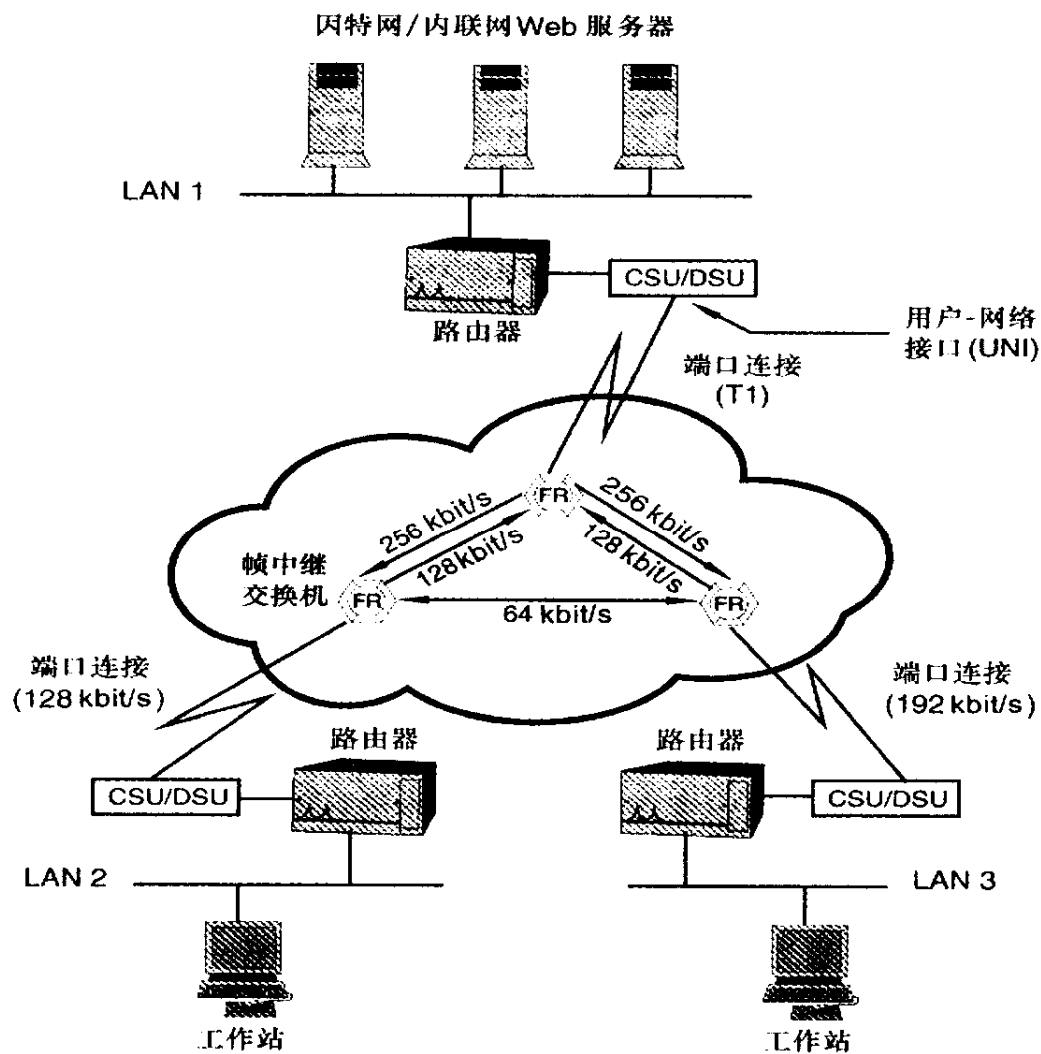 因特网/内联网 Web 服务器
LAN 1
CSU/DSU
路由器
用户-网络
接口(UNI)
端口连接
(T1)
FR
256 kbit/s
128 kbit/s
256 kbit/s
128 kbit/s
帧中继
交换机
FR
64 kbit/s
FR
端口连接
(128 kbit/s)
端口连接
(192 kbit/s)
路由器
路由器
CSU/DSU
CSU/DSU
LAN 2
LAN 3
工作站
工作站